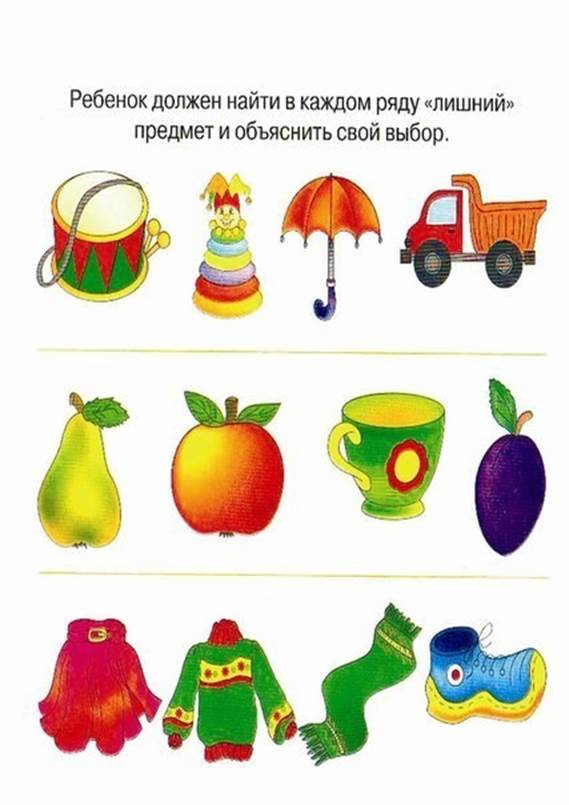 Ребенок должен найти в каждом ряду «лишний»
предмет и объяснить свой выбор.